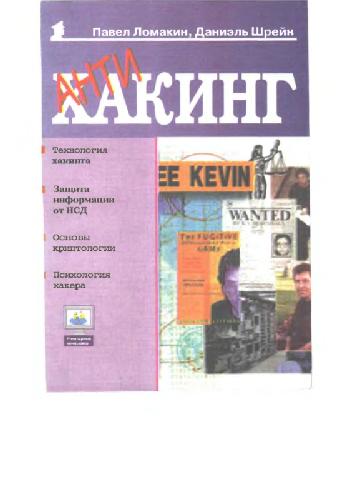 Павел Ломакин, Даниэль Шрейн
АНТИ
ХАКИНГ
Технология
хакинга
Защита
информации
от НСД
Основы
криптологии
Психология
хакера
EE KEVIN
WANTED
THE FUGITIVE
GAME